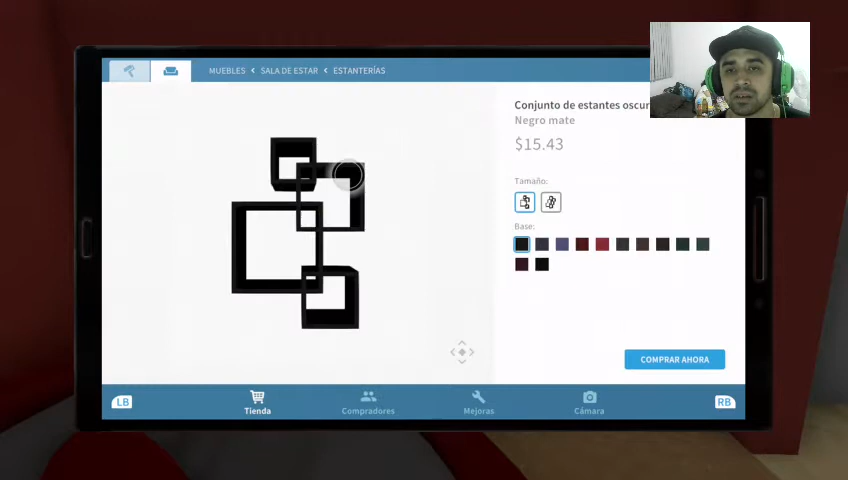 MUEBLES < SALA DE ESTAR < ESTANTERÍAS
Conjunto de estantes
Negro mate
$15.43
Tamaño:
Base:
COMPRAR AHORA
LB
Tienda
Compradores
Mejoras
Cámara
RB